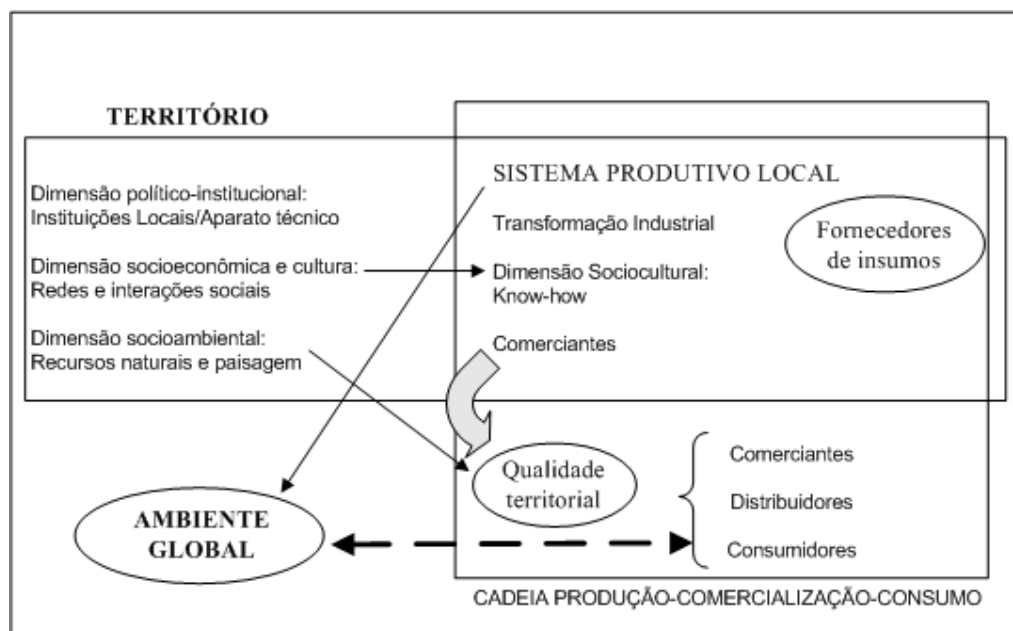 TERRITÓRIO
Dimensão político-institucional:
Instituições Locais/Aparato técnico
Dimensão socioeconômica e cultura:
Redes e interações sociais
Dimensão socioambiental:
Recursos naturais e paisagem
SISTEMA PRODUTIVO LOCAL
Transformação Industrial
Dimensão Sociocultural:
Know-how
Comerciantes
Fornecedores
de insumos
Qualidade
territorial
Comerciantes
Distribuidores
Consumidores
AMBIENTE
GLOBAL
CADEIA PRODUÇÃO-COMERCIALIZAÇÃO-CONSUMO